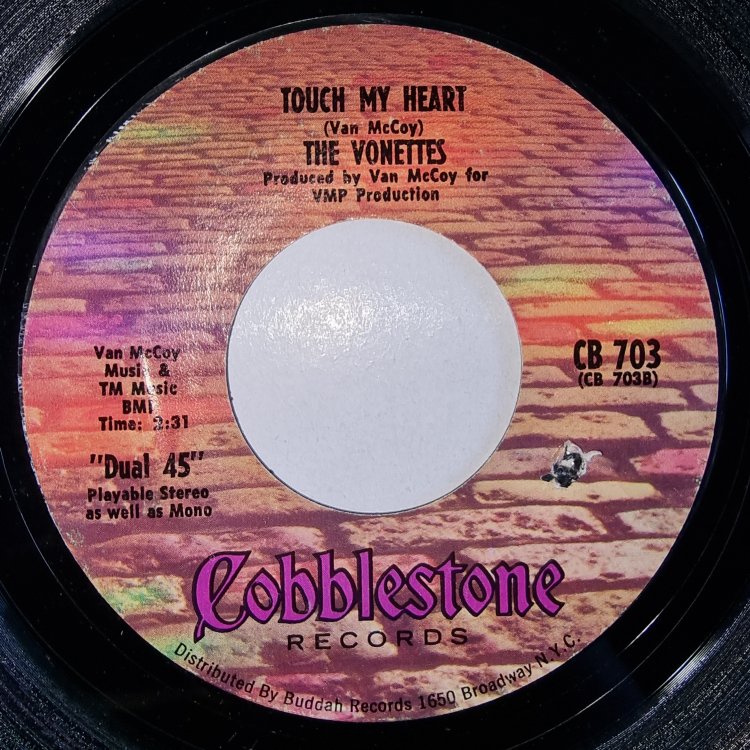 TOUCH MY HEART
(Van McCoy)
THE VONETTES
Produced by Van McCoy for
VMP Production
Van McCoy
Music &
TM Music
BMI
Time: 2:31
"Dual 45"
Playable Stereo
as well as Mono
CB 703
(CB 703B)
Cobblestone
RECORDS
Distributed By Buddah Records 1650 Broadway N.Y.C.